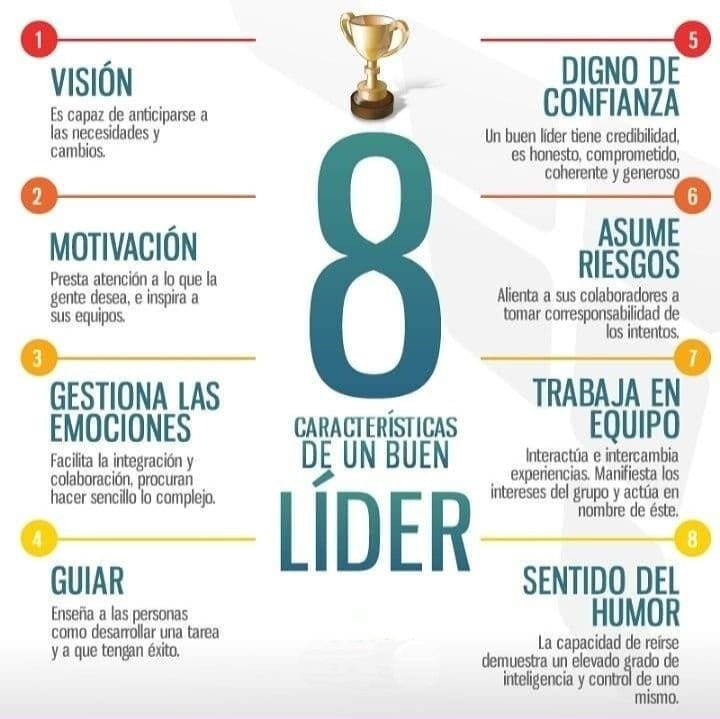 1
VISIÓN
Es capaz de anticiparse a
las necesidades y
cambios.
2
MOTIVACIÓN
Presta atención a lo que la
gente desea, e inspira a
sus equipos.
3
GESTIONA LAS
EMOCIONES
Facilita la integración y
colaboración, procuran
hacer sencillo lo complejo.
4
GUIAR
Enseña a las personas
como desarrollar una tarea
y a que tengan éxito.
8
CARACTERÍSTICAS
DE UN BUEN
LÍDER
5
DIGNO DE
CONFIANZA
Un buen líder tiene credibilidad,
es honesto, comprometido,
coherente y generoso
6
ASUME
RIESGOS
Alienta a sus colaboradores a
tomar corresponsabilidad de
los intentos.
7
TRABAJA EN
EQUIPO
Interactúa e intercambia
experiencias. Manifiesta los
intereses del grupo y actúa en
nombre de éste.
8
SENTIDO DEL
HUMOR
La capacidad de reírse
demuestra un elevado grado de
inteligencia y control de uno
mismo.